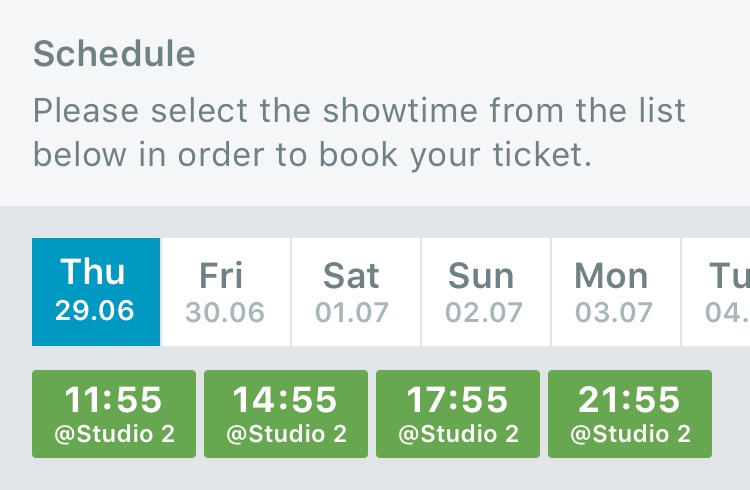 Schedule
Please select the showtime from the list
below in order to book your ticket.
Thu Fri Sat Sun Mon Tu
29.06 30.06 01.07 02.07 03.07 04.
11:55 14:55 17:55 21:55
@Studio 2 @Studio 2 @Studio 2 @Studio 2